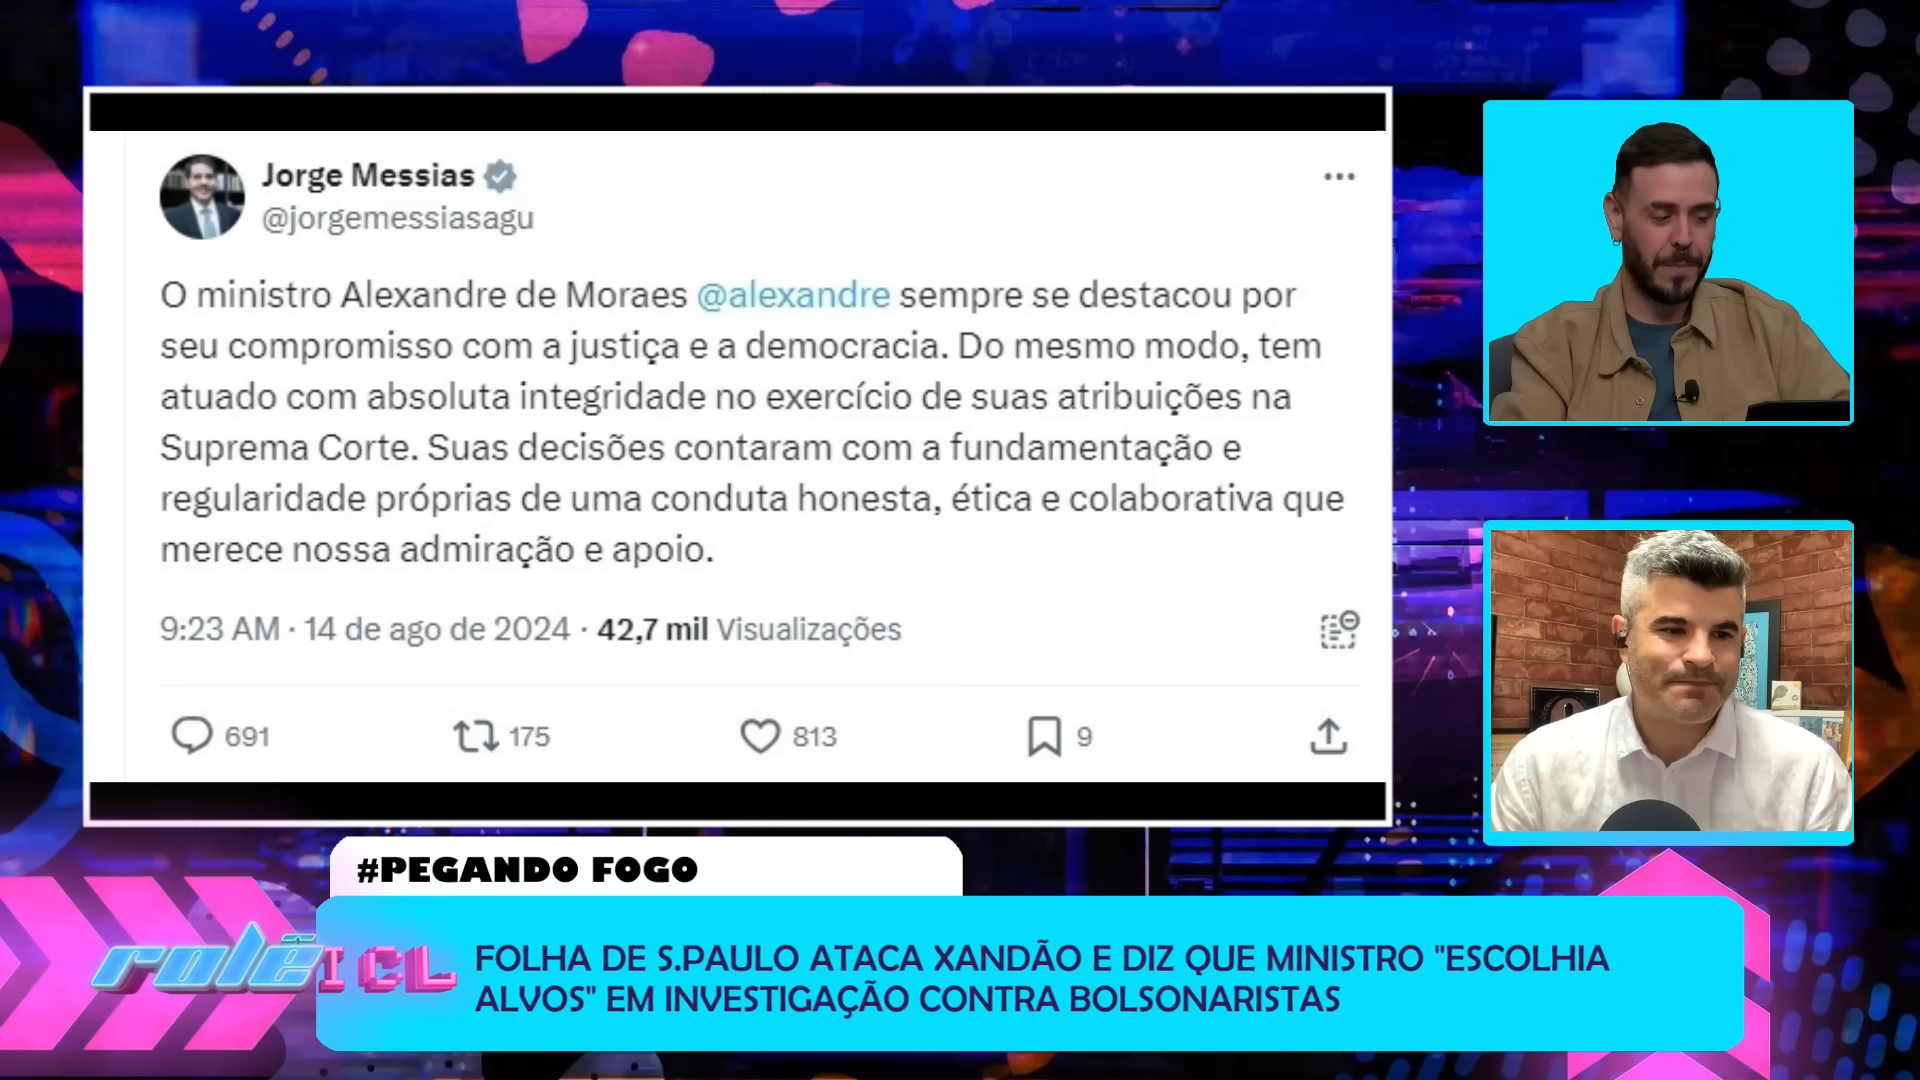 Jorge Messias
@jorgemessiasagu
O ministro Alexandre de Moraes @alexandre sempre se destacou por
seu compromisso com a justiça e a democracia. Do mesmo modo, tem
atuado com absoluta integridade no exercício de suas atribuições na
Suprema Corte. Suas decisões contaram com a fundamentação e
regularidade próprias de uma conduta honesta, ética e colaborativa que
merece nossa admiração e apoio.
9:23 AM · 14 de ago de 2024 · 42,7 mil Visualizações
691 175 813 9
#PEGANDO FOGO
rolê ICL
FOLHA DE S.PAULO ATACA XANDÃO E DIZ QUE MINISTRO "ESCOLHIA
ALVOS" EM INVESTIGAÇÃO CONTRA BOLSONARISTAS